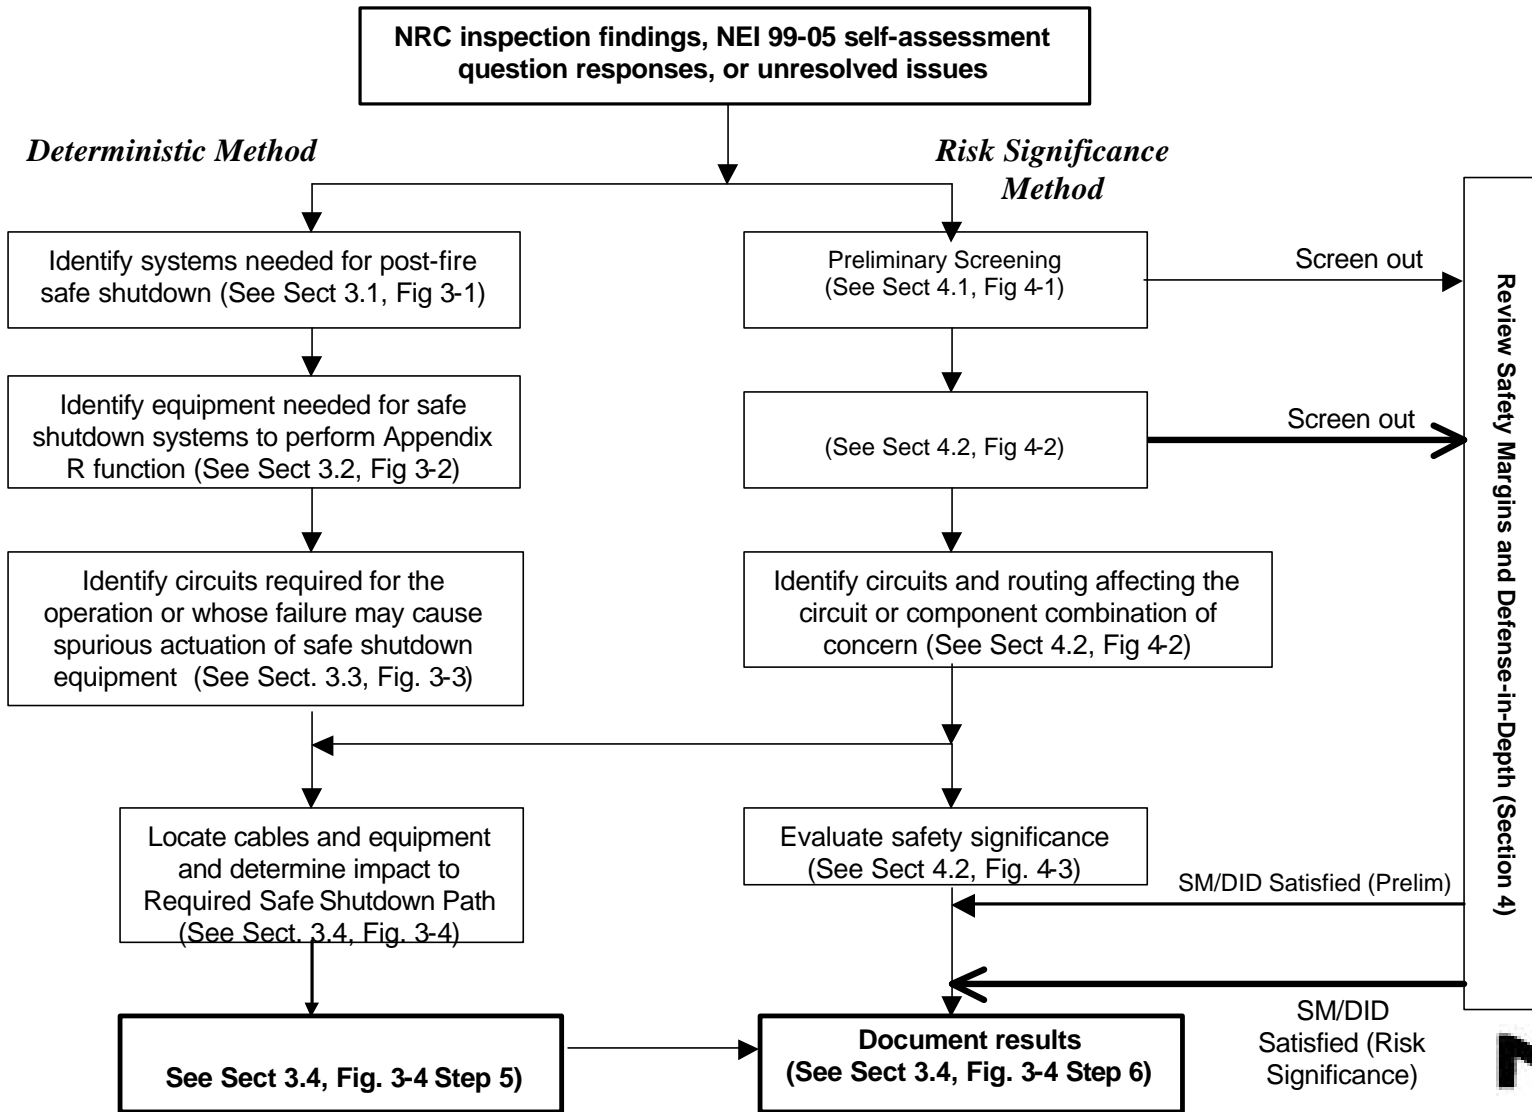 NRC inspection findings, NEI 99-05 self-assessment
question responses, or unresolved issues
Deterministic Method
Risk Significance
Method
Identify systems needed for post-fire
safe shutdown (See Sect 3.1, Fig 3-1)
Preliminary Screening
(See Sect 4.1, Fig 4-1)
Screen out
Identify equipment needed for safe
shutdown systems to perform Appendix
R function (See Sect 3.2, Fig 3-2)
(See Sect 4.2, Fig 4-2)
Screen out
Identify circuits required for the
operation or whose failure may cause
spurious actuation of safe shutdown
equipment (See Sect. 3.3, Fig. 3-3)
Identify circuits and routing affecting the
circuit or component combination of
concern (See Sect 4.2, Fig 4-2)
Review Safety Margins and Defense-in-Depth (Section 4)
Locate cables and equipment
and determine impact to
Required Safe Shutdown Path
(See Sect. 3.4, Fig. 3-4)
Evaluate safety significance
(See Sect 4.2, Fig. 4-3)
SM/DID Satisfied (Prelim)
See Sect 3.4, Fig. 3-4 Step 5)
Document results
(See Sect 3.4, Fig. 3-4 Step 6)
SM/DID
Satisfied (Risk
Significance)